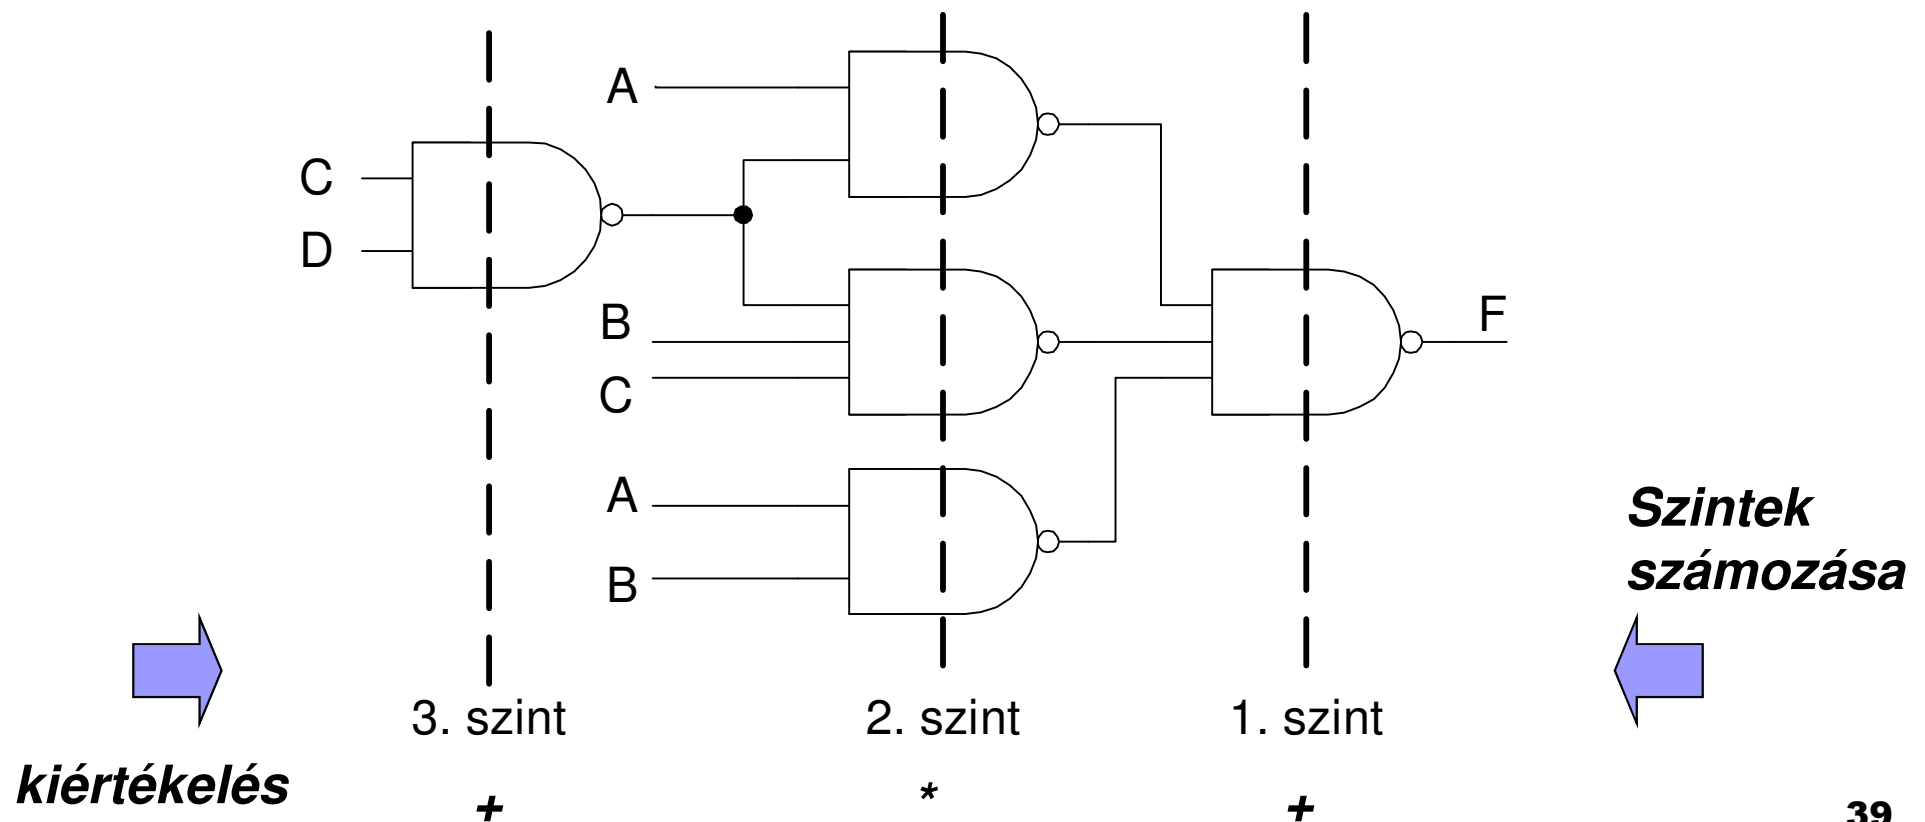 A
C
D
B
C
F
A
B
Szintek
számozása
3. szint
2. szint
1. szint
kiértékelés
+
*
+
39